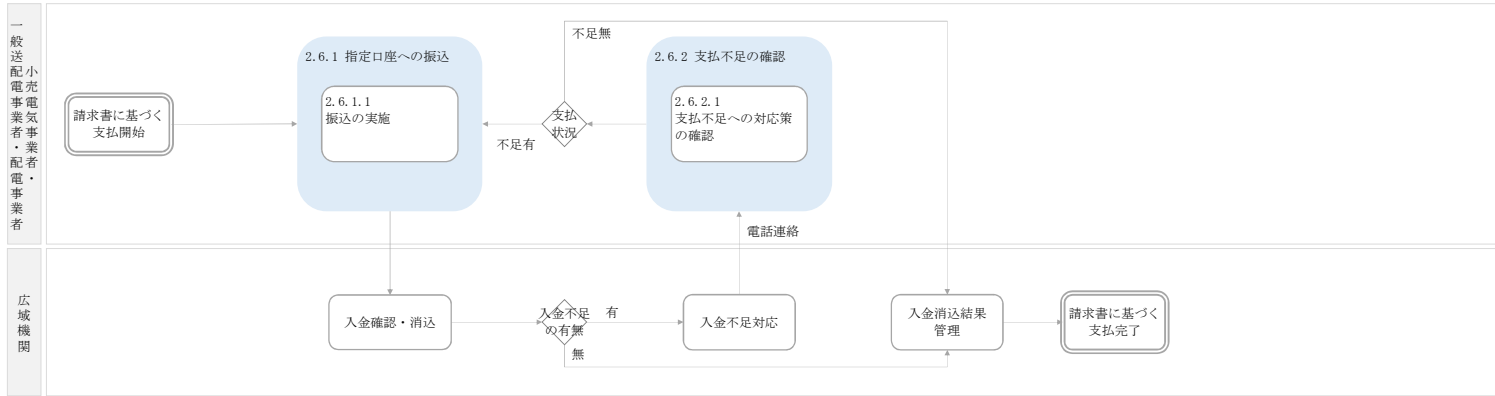 小売電気事業者・
一般送配電事業者・配電事業者
請求書に基づく
支払開始
2.6.1 指定口座への振込
2.6.1.1
振込の実施
不足有
支払
状況
不足無
2.6.2 支払不足の確認
2.6.2.1
支払不足への対応策
の確認
電話連絡
広域機関
入金確認・消込
入金不足
の有無
有
無
入金不足対応
入金消込結果
管理
請求書に基づく
支払完了